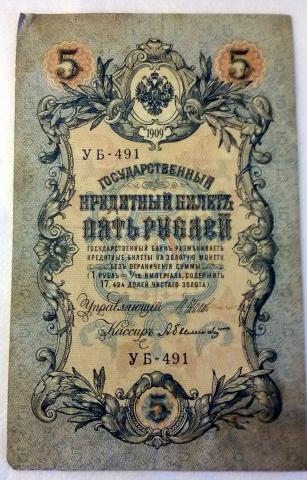 5 5
1909
УБ-491
ГОСУДАРСТВЕННЫЙ
КРЕДИТНЫЙ БИЛЕТЪ
ПЯТЬ РУБЛЕЙ
ГОСУДАРСТВЕННЫЙ БАНКЪ РАЗМѢНИВАЕТЪ
КРЕДИТНЫЕ БИЛЕТЫ НА ЗОЛОТУЮ МОНЕТУ
БЕЗЪ ОГРАНИЧЕНІЯ СУММЫ
(1 РУБЛЬ = 1/15 ИМПЕРІАЛА, СОДЕРЖИТЪ
17,424 ДОЛЕЙ ЧИСТАГО ЗОЛОТА)
Управляющій
Кассиръ
УБ-491
5